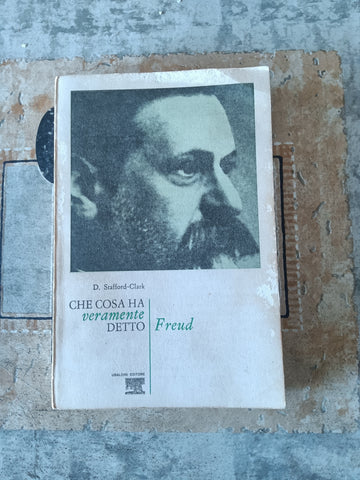 D. Stafford-Clark
CHE COSA HA
veramente
DETTO
Freud
UBALDINI EDITORE